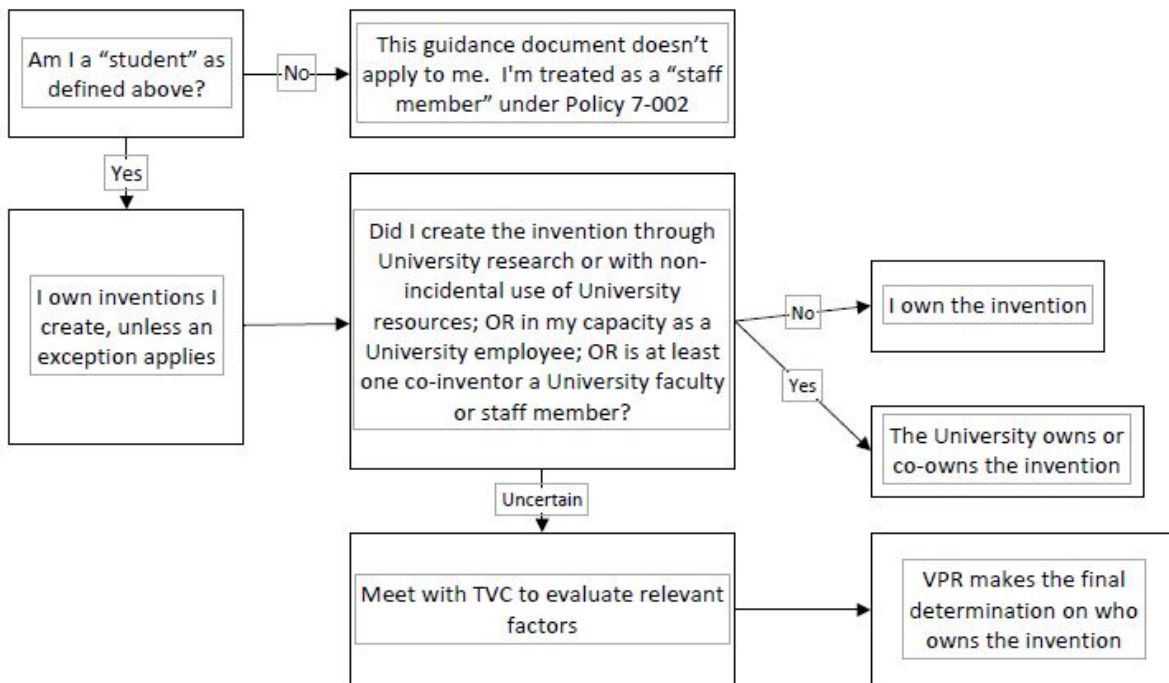 Am I a “student” as
defined above?
No
This guidance document doesn’t
apply to me.  I'm treated as a “staff
member” under Policy 7-002
Yes
I own inventions I
create, unless an
exception applies
Did I create the invention through
University research or with non-
incidental use of University
resources; OR in my capacity as a
University employee; OR is at least
one co-inventor a University faculty
or staff member?
No
I own the invention
Yes
The University owns or
co-owns the invention
Uncertain
Meet with TVC to evaluate relevant
factors
VPR makes the final
determination on who
owns the invention